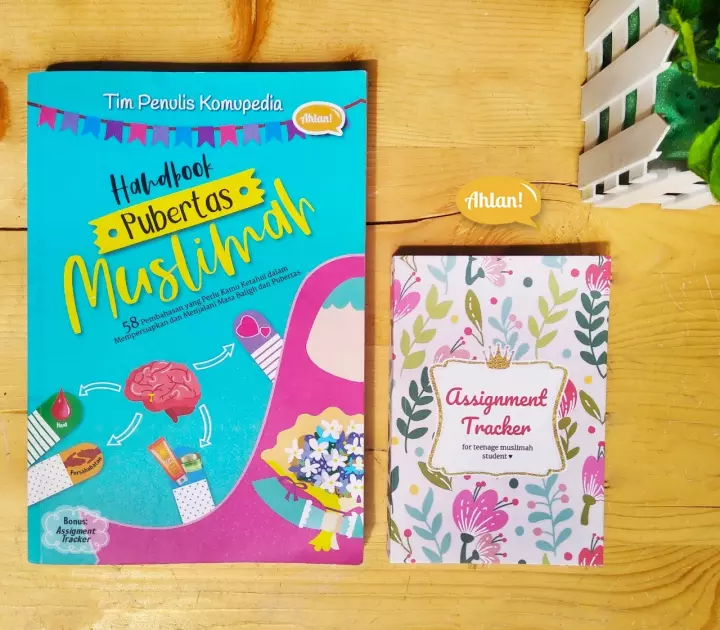 Tim Penulis Komupedia
Ahlan!
Handbook
Pubertas
Muslimah
58 Pembahasan yang Perlu Kamu Ketahui dalam
Mempersiapkan dan Menjalani Masa Baligh dan Pubertas
Haid
Persahabatan
Bonus:
Assigment
Tracker
Ahlan!
Assignment
Tracker
for teenage muslimah
student ♥